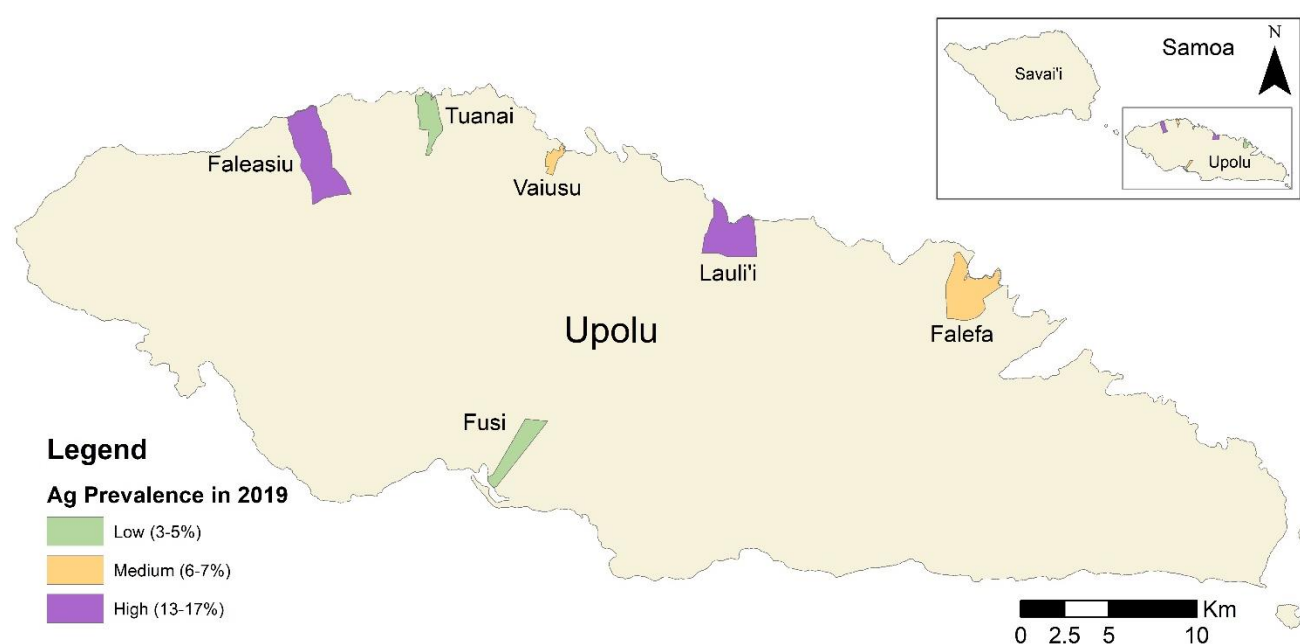 N
Samoa
Savai'i
Upolu
Tuanai
Faleasiu
Vaiusu
Lauli'i
Falefa
Upolu
Fusi
Legend
Ag Prevalence in 2019
Low (3-5%)
Medium (6-7%)
High (13-17%)
Km
0 2.5 5 10